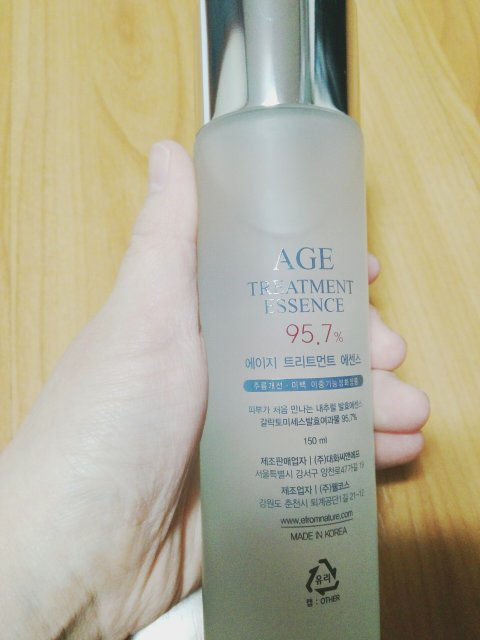 AGE
TREATMENT
ESSENCE
95.7%
에이지 트리트먼트 에센스
주름개선 · 미백 이중기능성화장품
피부가 처음 만나는 내추럴 발효에센스
갈락토미세스발효여과물 95.7%
150 ml
제조판매업자 | (주)대화씨앤에프
서울특별시 강서구 양천로47가길 19
제조업자 | (주)웰코스
강원도 춘천시 퇴계공단1길 21-12
www.efromnature.com
MADE IN KOREA
유리
캡 : OTHER